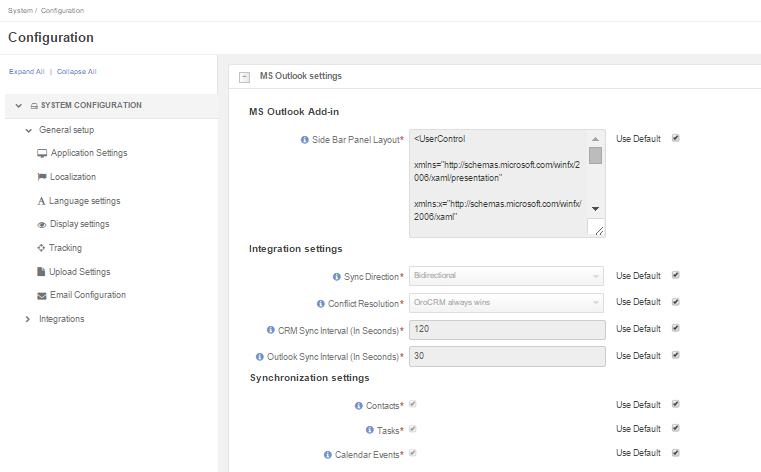 System / Configuration
Configuration
Expand All | Collapse All
SYSTEM CONFIGURATION
General setup
Application Settings
Localization
Language settings
Display settings
Tracking
Upload Settings
Email Configuration
Integrations
MS Outlook settings
MS Outlook Add-in
Side Bar Panel Layout* <UserControl Use Default
xmlns="http://schemas.microsoft.com/winfx/2
006/xaml/presentation"
xmlns:x="http://schemas.microsoft.com/winfx/
2006/xaml"
Integration settings
Sync Direction* Bidirectional Use Default
Conflict Resolution* OroCRM always wins Use Default
CRM Sync Interval (In Seconds)* 120 Use Default
Outlook Sync Interval (In Seconds)* 30 Use Default
Synchronization settings
Contacts* Use Default
Tasks* Use Default
Calendar Events* Use Default